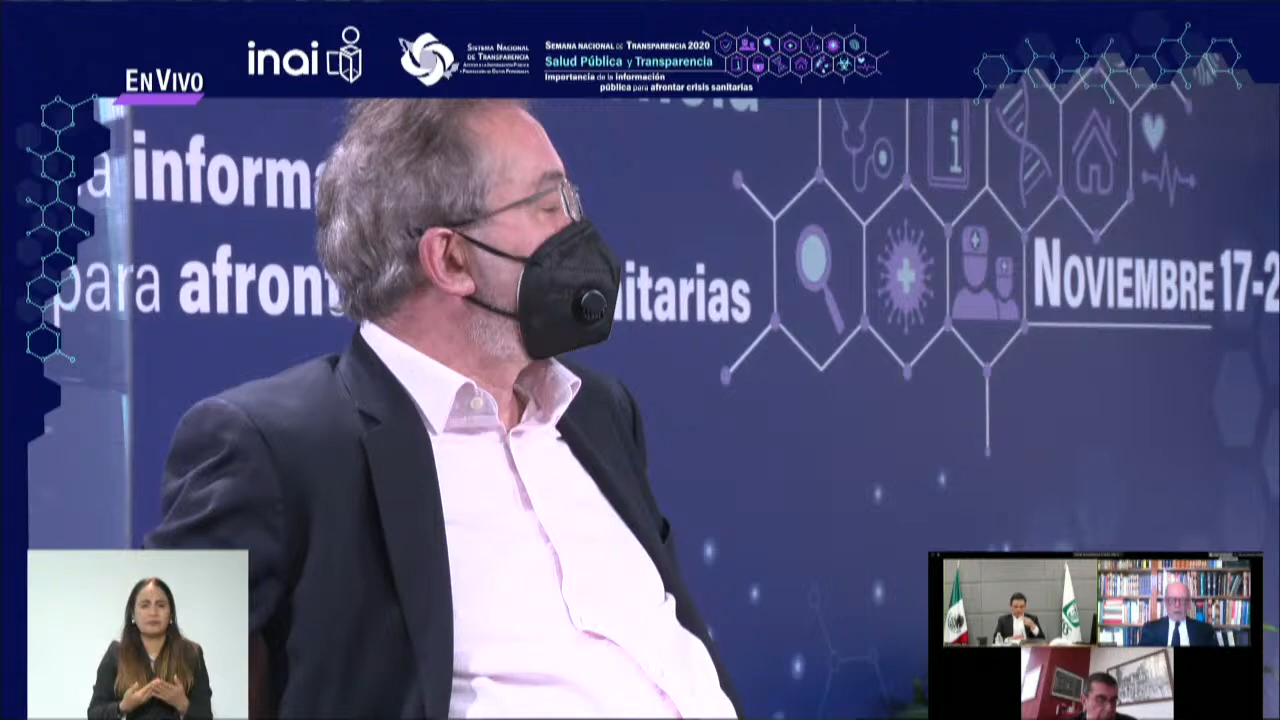 EN VIVO
inai
SISTEMA NACIONAL
DE TRANSPARENCIA
SEMANA NACIONAL DE TRANSPARENCIA 2020
Salud Pública y Transparencia
Importancia de la información
pública para afrontar crisis sanitarias
la informa
para afront itarias
i
NOVIEMBRE 17-2